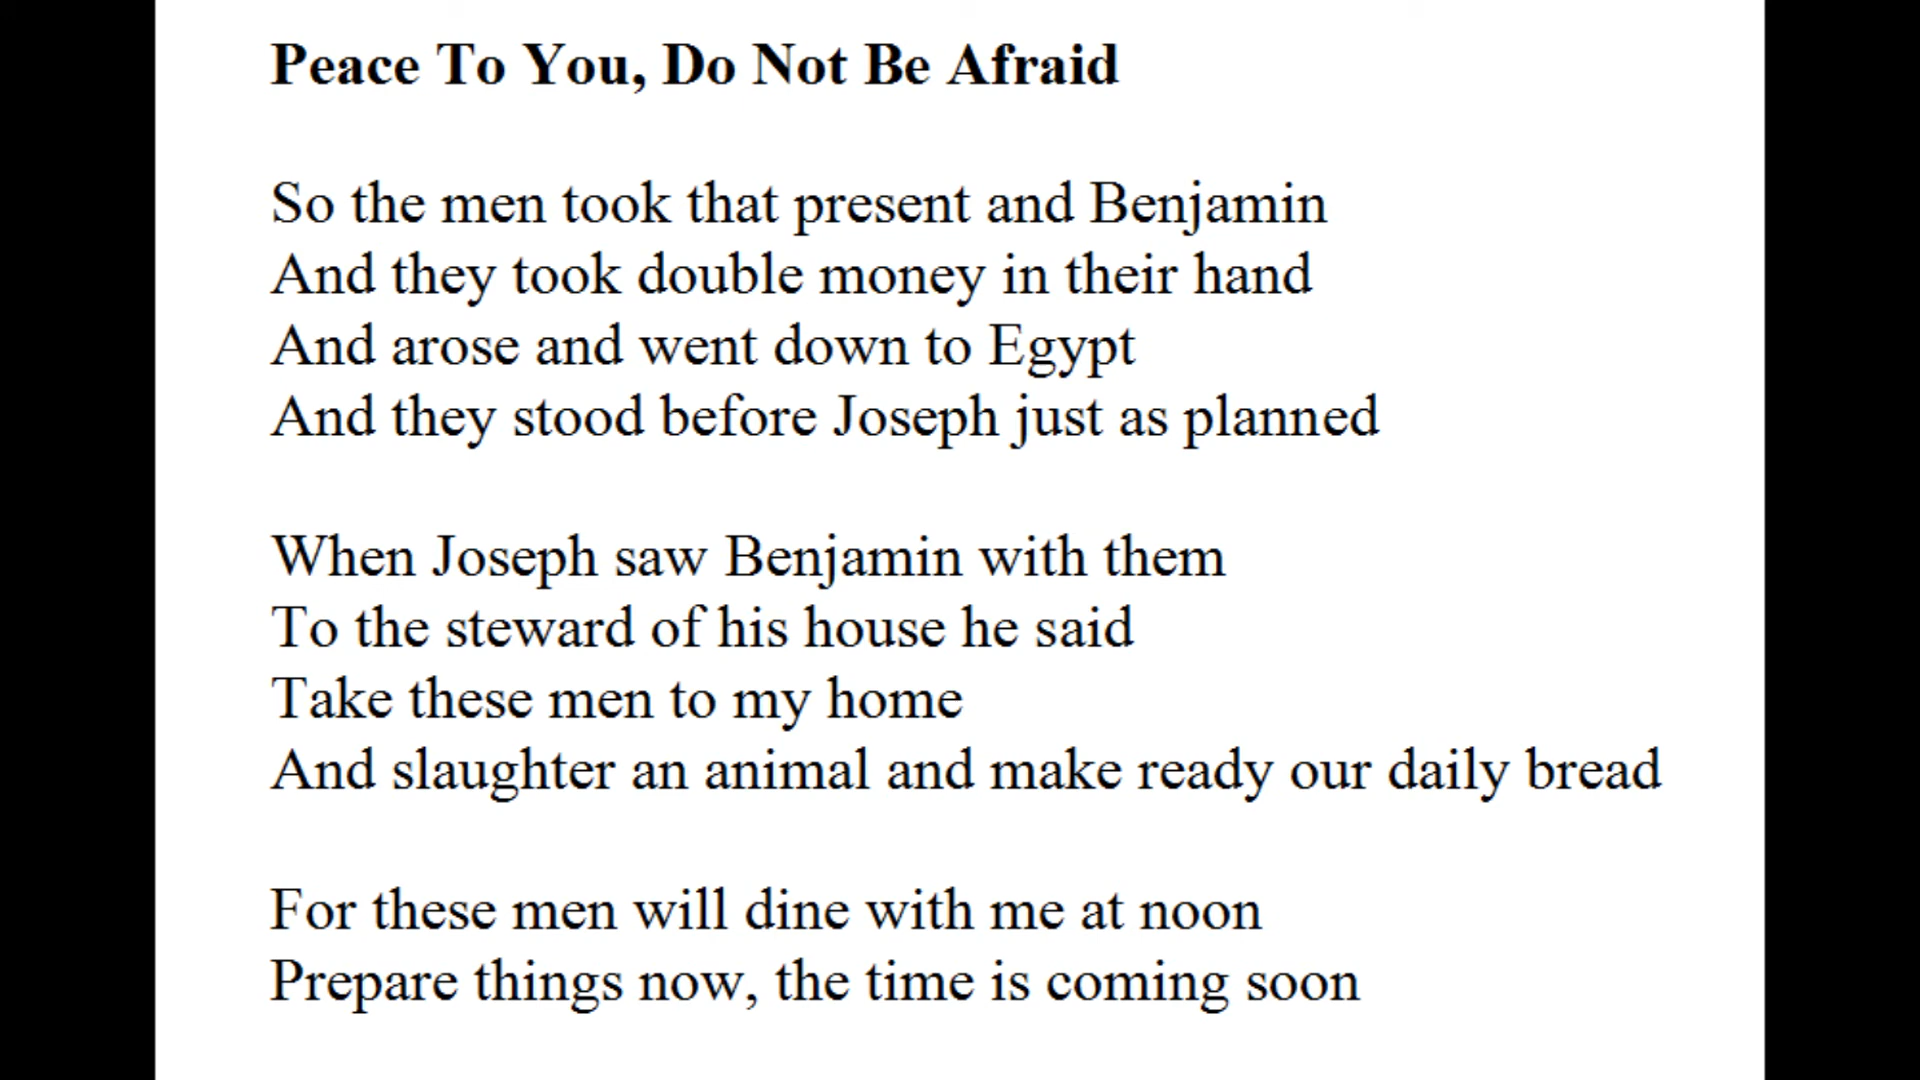 Peace To You, Do Not Be Afraid
So the men took that present and Benjamin
And they took double money in their hand
And arose and went down to Egypt
And they stood before Joseph just as planned
When Joseph saw Benjamin with them
To the steward of his house he said
Take these men to my home
And slaughter an animal and make ready our daily bread
For these men will dine with me at noon
Prepare things now, the time is coming soon